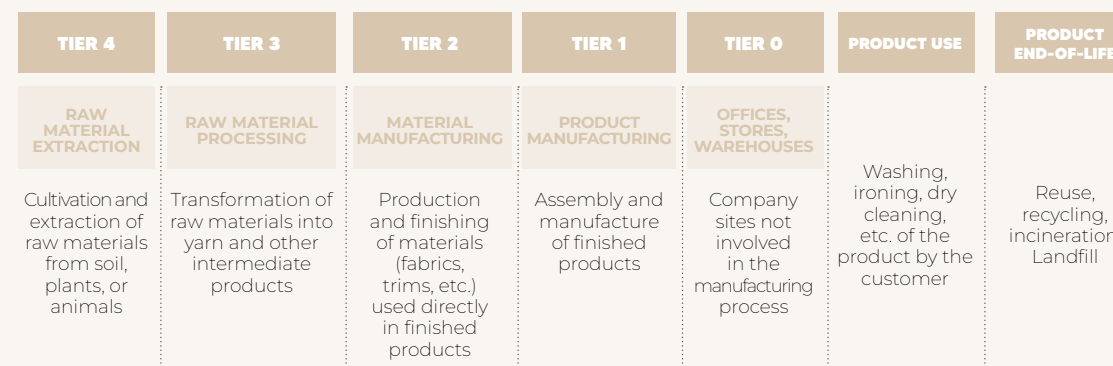 TIER 4
TIER 3
TIER 2
TIER 1
TIER 0
PRODUCT USE
PRODUCT
END-OF-LIFE
RAW
MATERIAL
EXTRACTION
Cultivation and
extraction of
raw materials
from soil,
plants, or
animals
RAW MATERIAL
PROCESSING
Transformation of
raw materials into
yarn and other
intermediate
products
MATERIAL
MANUFACTURING
Production
and finishing
of materials
(fabrics,
trims, etc.)
used directly
in finished
products
PRODUCT
MANUFACTURING
Assembly and
manufacture
of finished
products
OFFICES,
STORES,
WAREHOUSES
Company
sites not
involved
in the
manufacturing
process
Washing,
ironing, dry
cleaning,
etc. of the
product by the
customer
Reuse,
recycling,
incineration
Landfill